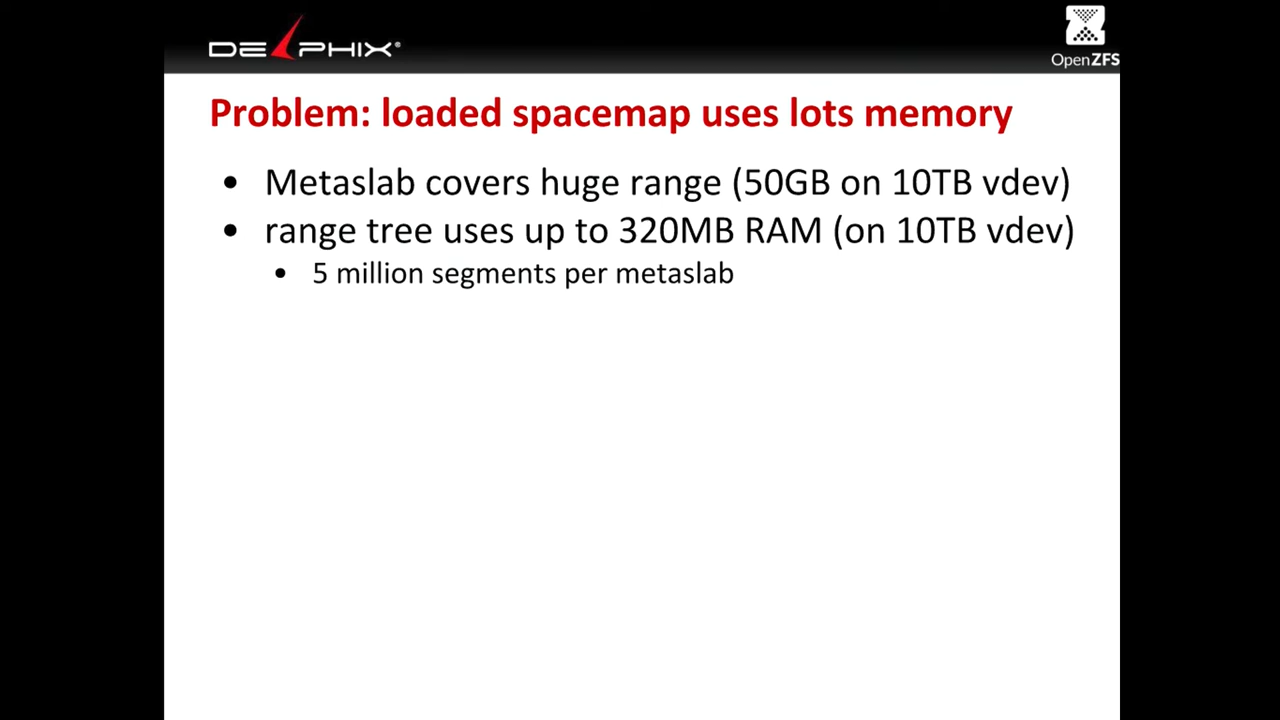 DELPHIX®
OpenZFS
Problem: loaded spacemap uses lots memory
• Metaslab covers huge range (50GB on 10TB vdev)
• range tree uses up to 320MB RAM (on 10TB vdev)
• 5 million segments per metaslab